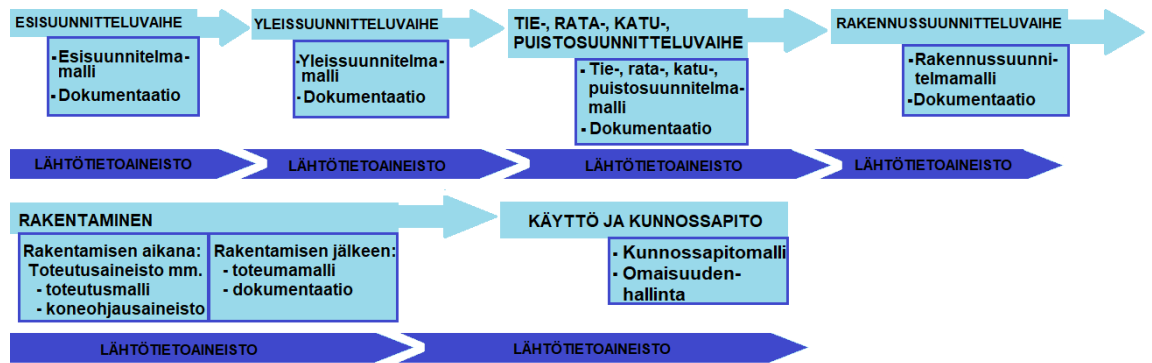 ESISUUNNITTELUVAIHE
- Esisuunnitelma-
malli
- Dokumentaatio
YLEISSUUNNITELUVAIHE
-Yleissuunnitelma-
malli
- Dokumentaatio
TIE-, RATA-, KATU-,
PUISTOSUUNNITTELUVAIHE
- Tie-, rata-, katu-,
puistosuunnitelma-
malli
- Dokumentaatio
RAKENNUSSUUNITTELUVAIHE
-Rakennussuunni-
telmamalli
-Dokumentaatio
LÄHTÖTIETOAINEISTO
LÄHTÖTIETOAINEISTO
LÄHTÖTIETOAINEISTO
LÄHTÖTIETOAINEISTO
RAKENTAMINEN
Rakentamisen aikana:
Toteutusaineisto mm.
- toteutusmalli
- koneohjausaineisto
Rakentamisen jälkeen:
- toteumamalli
- dokumentaatio
KÄYTTÖ JA KUNNOSSAPITO
- Kunnossapitomalli
- Omaisuuden-
hallinta
LÄHTÖTIETOAINEISTO
LÄHTÖTIETOAINEISTO